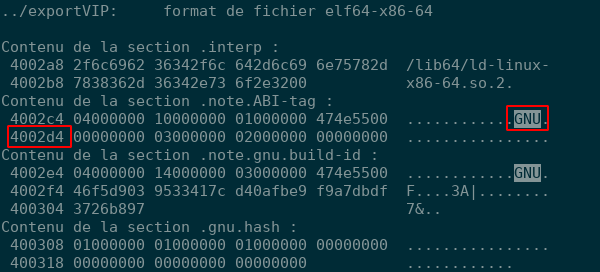 ../exportVIP:     format de fichier elf64-x86-64
Contenu de la section .interp :
 4002a8 2f6c6962 36342f6c 642d6c69 6e75782d  /lib64/ld-linux-
 4002b8 7838362d 36342e73 6f2e3200           x86-64.so.2.
Contenu de la section .note.ABI-tag :
 4002c4 04000000 10000000 01000000 474e5500  ............GNU.
 4002d4 00000000 03000000 02000000 00000000  ................
Contenu de la section .note.gnu.build-id :
 4002e4 04000000 14000000 03000000 474e5500  ............GNU.
 4002f4 46f5d903 9533417c d40afbe9 f9a7dbdf  F....3A|........
 400304 3726b897                             7&..
Contenu de la section .gnu.hash :
 400308 01000000 01000000 01000000 00000000  ................
 400318 00000000 00000000 00000000           ............